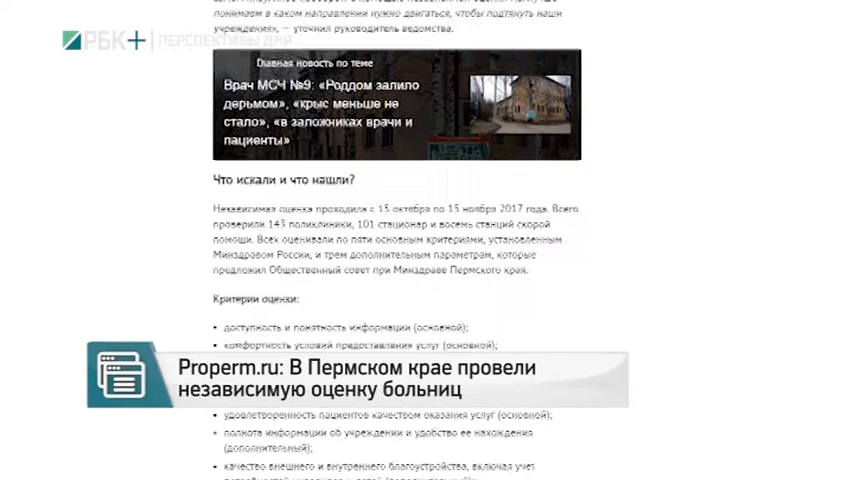 понимаем в каком направлении нужно двигаться, чтобы подтянуть наши
учреждения», — уточнил руководитель ведомства.
РБК+ ПЕРСПЕКТИВЫ ДНЯ
Главная новость по теме
Врач МСЧ №9: «Роддом залило
дерьмом», «крыс меньше не
стало», «в заложниках врачи и
пациенты»
Что искали и что нашли?
Независимая оценка проходила с 15 октября по 15 ноября 2017 года. Всего
проверили 143 поликлиники, 101 стационар и восемь станций скорой
помощи. Всех оценивали по пяти основным критериями, установленным
Минздравом России, и трем дополнительным параметрам, которые
предложил Общественный совет при Минздраве Пермского края.
Критерии оценки:
• доступность и понятность информации (основной);
• комфортность условий предоставления услуг (основной);
Properm.ru: В Пермском крае провели
независимую оценку больниц
• удовлетворенность пациентов качеством оказания услуг (основной);
• полнота информации об учреждении и удобство ее нахождения
(дополнительный);
• качество внешнего и внутреннего благоустройства, включая учет